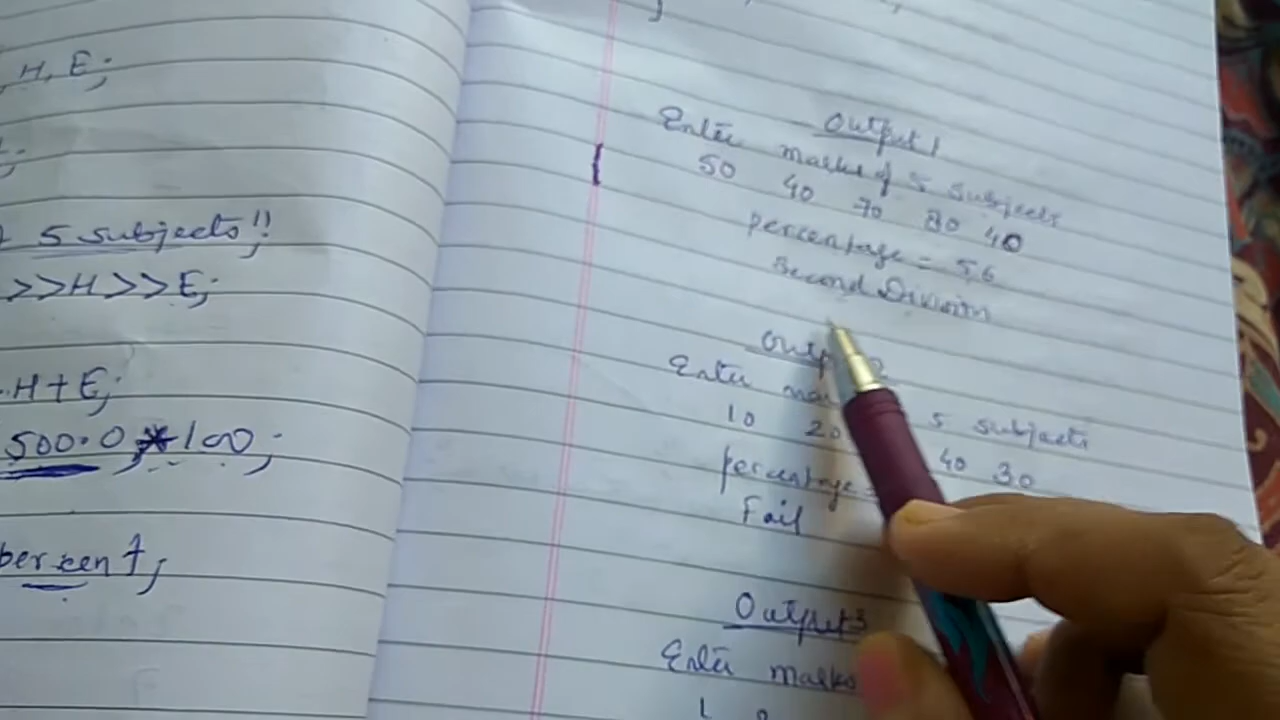 H, E;
5 subjects!!
>>H>>E;
H+E;
500.0 * 100;
percent;
Output 1
Enter marks of 5 subjects
50 40 70 80 40
percentage = 56
Second Division
Enter 5 subjects
10 20 40 30
percentage =
Fail
Output 3
Enter marks